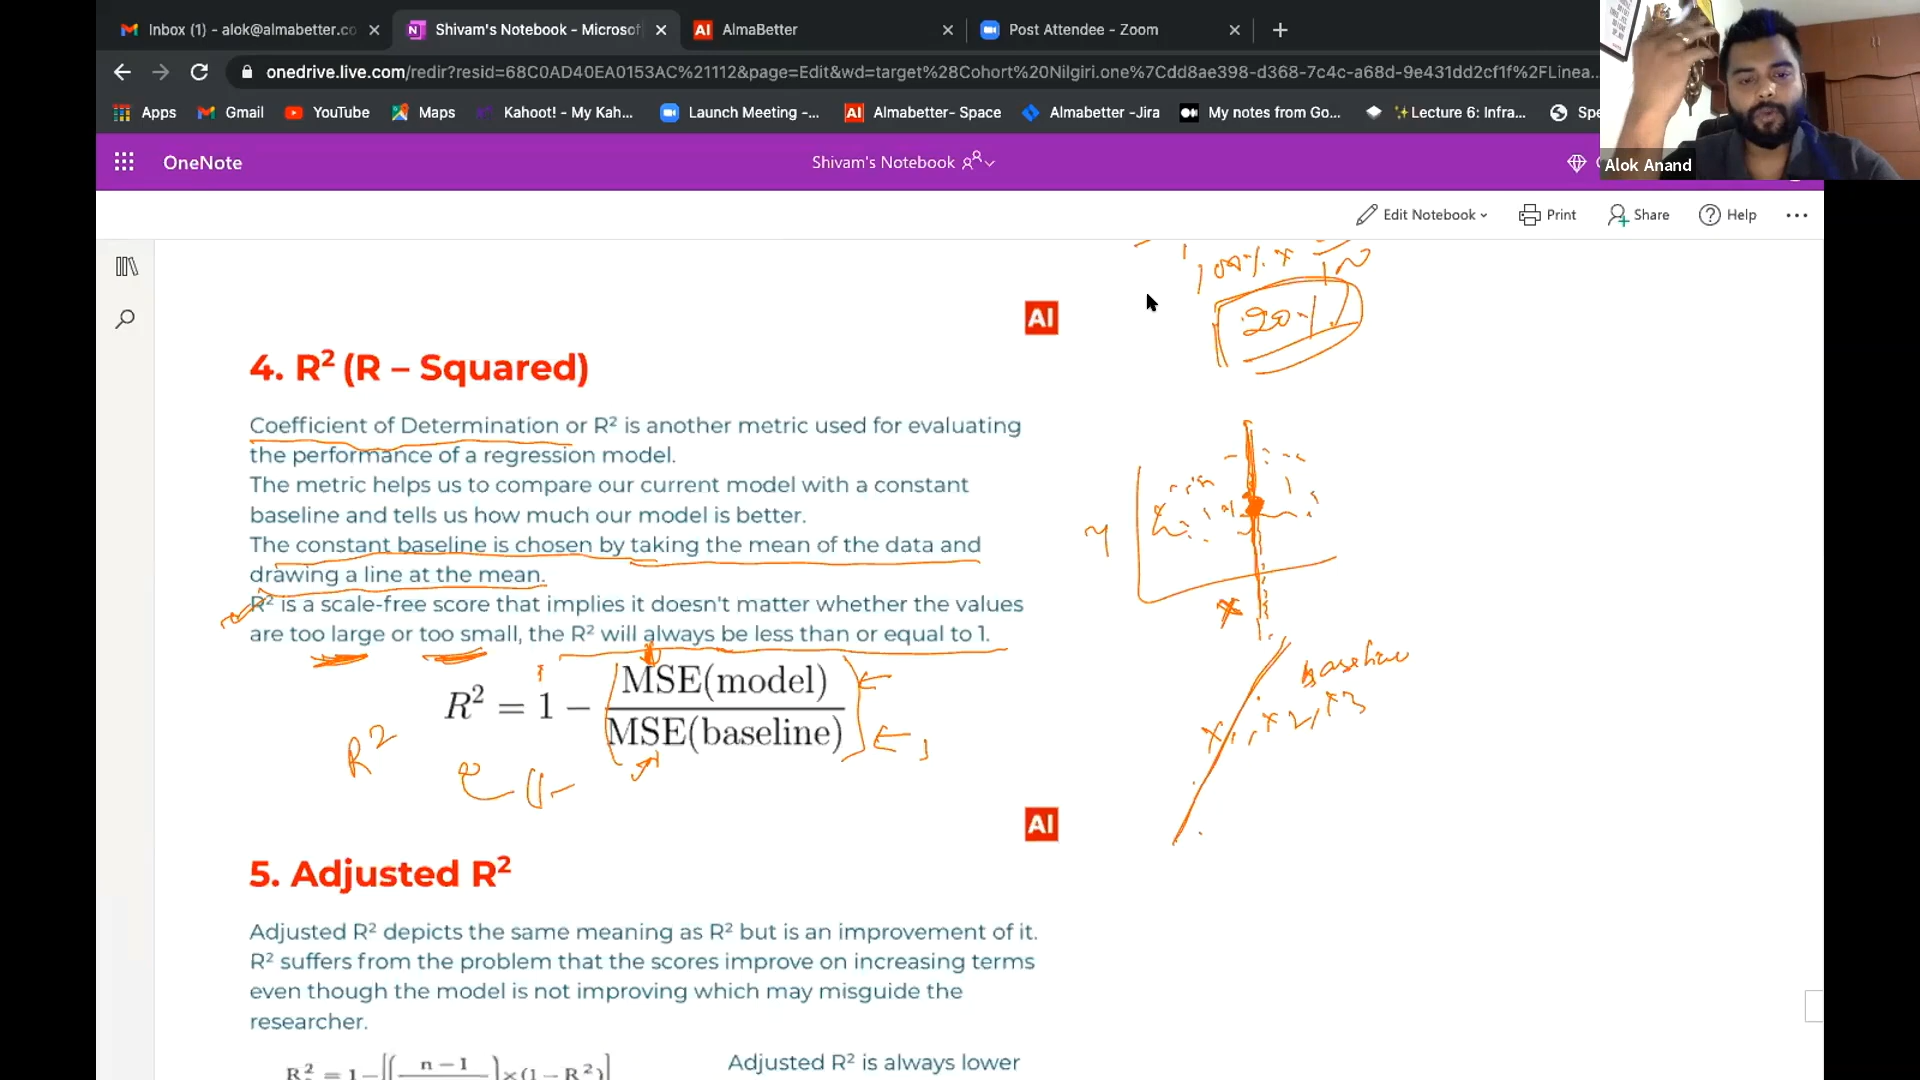 Inbox (1) - alok@almabetter.co
Shivam's Notebook - Microsof
AlmaBetter
Post Attendee - Zoom
onedrive.live.com/redir?resid=68C0AD40EA0153AC%21112&page=Edit&wd=target%28Cohort%20Nilgiri.one%7Cdd8ae398-d368-7c4c-a68d-9e431dd2cf1f%2FLinea...
Apps
Gmail
YouTube
Maps
Kahoot! - My Kah...
Launch Meeting -...
Almabetter- Space
Almabetter -Jira
My notes from Go...
✨Lecture 6: Infra...
Spe
Alok Anand
OneNote
Shivam's Notebook
Edit Notebook
Print
Share
Help
AI
4. R² (R – Squared)
Coefficient of Determination or R² is another metric used for evaluating
the performance of a regression model.
The metric helps us to compare our current model with a constant
baseline and tells us how much our model is better.
The constant baseline is chosen by taking the mean of the data and
drawing a line at the mean.
R² is a scale-free score that implies it doesn't matter whether the values
are too large or too small, the R² will always be less than or equal to 1.
R² = 1 − MSE(model)
MSE(baseline)
R²
baseline
x1, x2, x3
AI
5. Adjusted R²
Adjusted R² depicts the same meaning as R² but is an improvement of it.
R² suffers from the problem that the scores improve on increasing terms
even though the model is not improving which may misguide the
researcher.
Adjusted R² is always lower